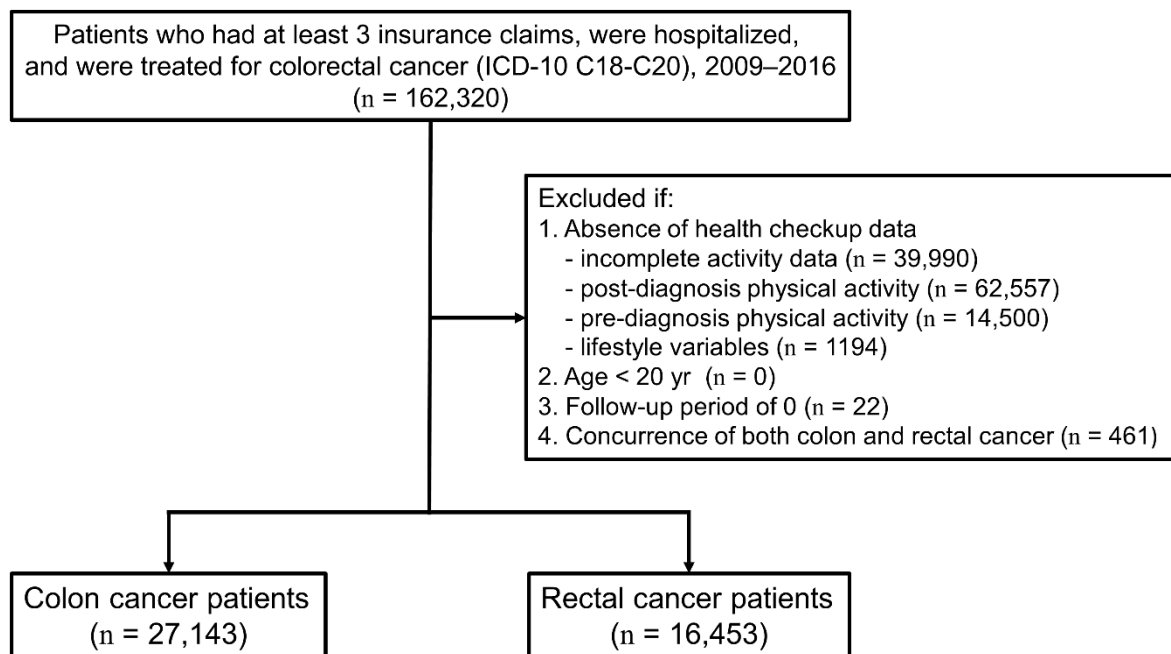 Patients who had at least 3 insurance claims, were hospitalized,
and were treated for colorectal cancer (ICD-10 C18-C20), 2009–2016
(n = 162,320)
Excluded if:
1. Absence of health checkup data
- incomplete activity data (n = 39,990)
- post-diagnosis physical activity (n = 62,557)
- pre-diagnosis physical activity (n = 14,500)
- lifestyle variables (n = 1194)
2. Age < 20 yr (n = 0)
3. Follow-up period of 0 (n = 22)
4. Concurrence of both colon and rectal cancer (n = 461)
Colon cancer patients
(n = 27,143)
Rectal cancer patients
(n = 16,453)